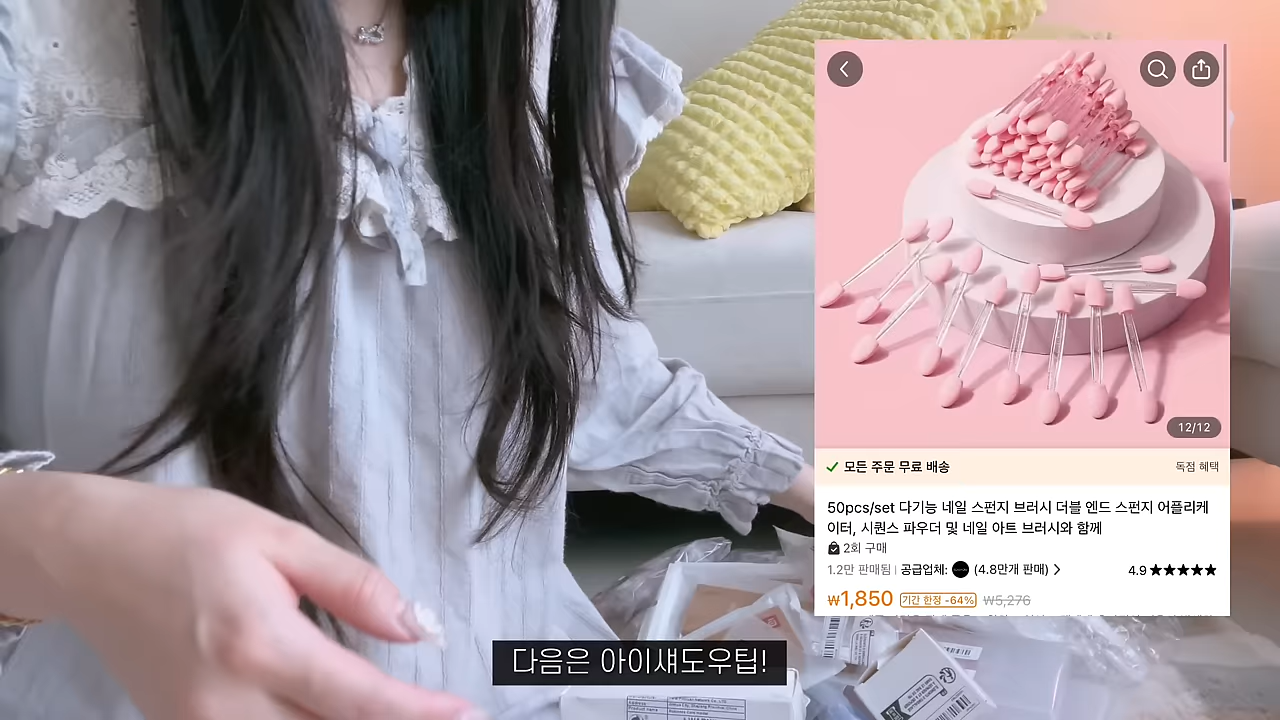 12/12
모든 주문 무료 배송
독점 혜택
50pcs/set 다기능 네일 스펀지 브러시 더블 엔드 스펀지 어플리케
이터, 시퀀스 파우더 및 네일 아트 브러시와 함께
2회 구매
1.2만 판매됨 | 공급업체: (4.8만개 판매)
4.9 ★★★★★
₩1,850 기간 한정 -64% ₩5,276
다음은 아이섀도우팁!